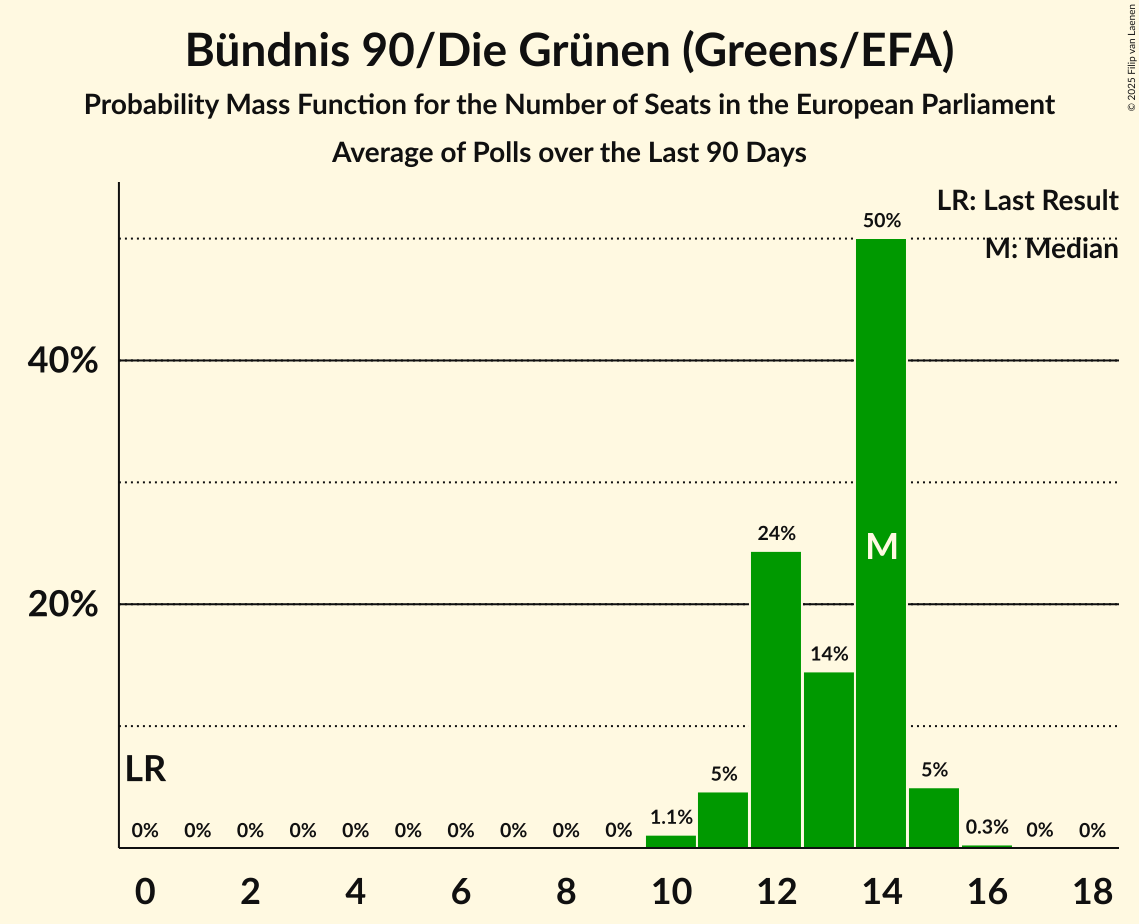 Bündnis 90/Die Grünen (Greens/EFA)
Probability Mass Function for the Number of Seats in the European Parliament
Average of Polls over the Last 90 Days
© 2025 Filip van Laenen
LR: Last Result
M: Median
50%
40%
24%
M
20%
14%
LR
5%
5%
0% 0% 0% 0% 0% 0% 0% 0% 0% 0% 1.1% 0.3% 0% 0%
0 2 4 6 8 10 12 14 16 18